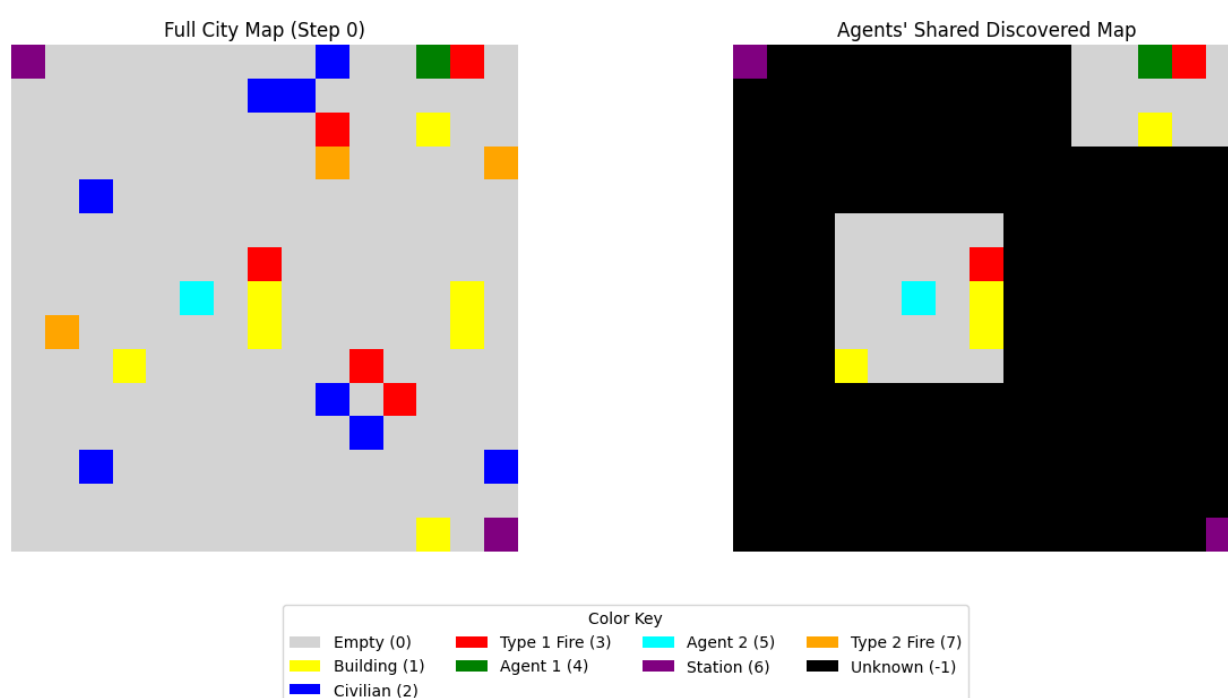 Full City Map (Step 0)
Agents' Shared Discovered Map
Color Key
Empty (0)
Building (1)
Civilian (2)
Type 1 Fire (3)
Agent 1 (4)
Agent 2 (5)
Station (6)
Type 2 Fire (7)
Unknown (-1)